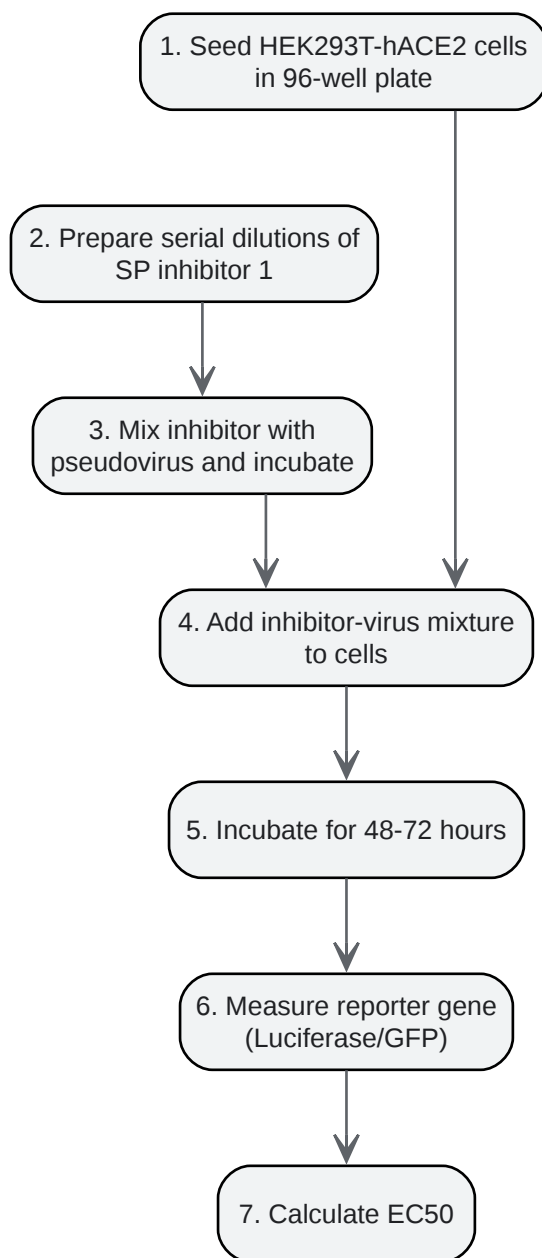 1. Seed HEK293T-hACE2 cells
in 96-well plate
2. Prepare serial dilutions of
SP inhibitor 1
3. Mix inhibitor with
pseudovirus and incubate
4. Add inhibitor-virus mixture
to cells
5. Incubate for 48-72 hours
6. Measure reporter gene
(Luciferase/GFP)
7. Calculate EC50